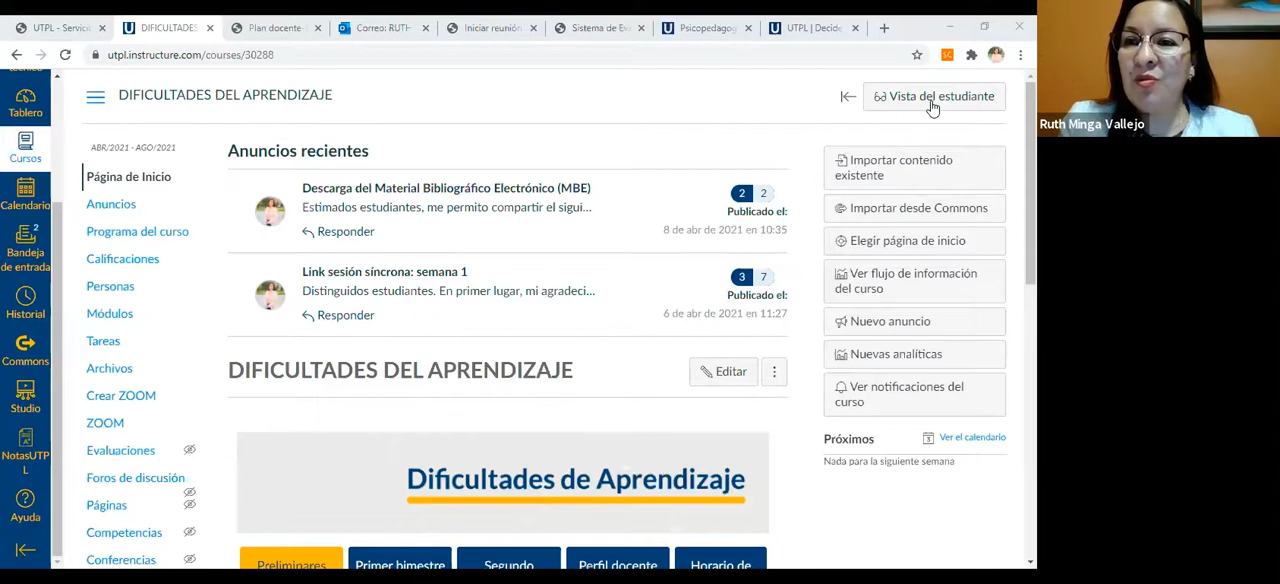 UTPL - Servicio
DIFICULTADES
Plan docente-
Correo: RUTH
Iniciar reunión
Sistema de Ex
Psicopedagog
UTPL | Decide
utpl.instructure.com/courses/30288
Ruth Minga Vallejo
Tablero
Cursos
Calendario
2
Bandeja
de entrada
Historial
Commons
Studio
NotasUTP
L
Ayuda
DIFICULTADES DEL APRENDIZAJE
Vista del estudiante
ABR/2021 - AGO/2021
Página de Inicio
Anuncios
Programa del curso
Calificaciones
Personas
Módulos
Tareas
Archivos
Crear ZOOM
ZOOM
Evaluaciones
Foros de discusión
Páginas
Competencias
Conferencias
Anuncios recientes
Descarga del Material Bibliográfico Electrónico (MBE)
Estimados estudiantes, me permito compartir el sigui...
Responder
2 2
Publicado el:
8 de abr de 2021 en 10:35
Link sesión síncrona: semana 1
Distinguidos estudiantes. En primer lugar, mi agradeci...
Responder
3 7
Publicado el:
6 de abr de 2021 en 11:27
DIFICULTADES DEL APRENDIZAJE
Editar
Dificultades de Aprendizaje
Preliminares
Primer bimestre
Segundo
Perfil docente
Horario de
Importar contenido
existente
Importar desde Commons
Elegir página de inicio
Ver flujo de información
del curso
Nuevo anuncio
Nuevas analíticas
Ver notificaciones del
curso
Próximos
Ver el calendario
Nada para la siguiente semana